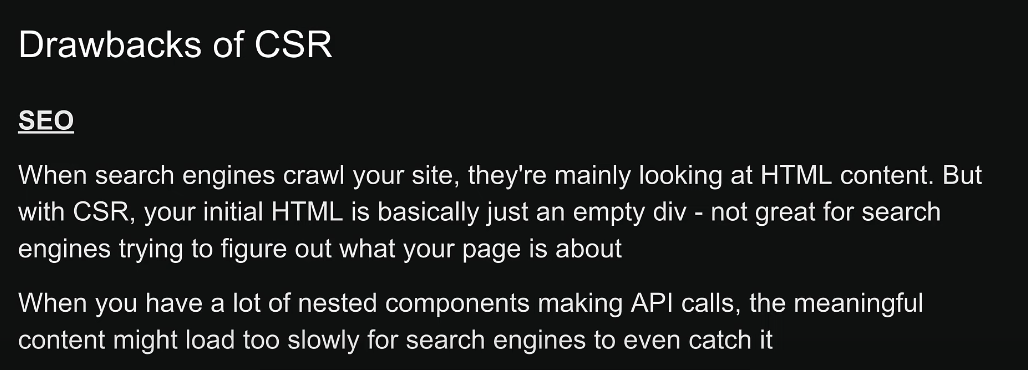 Drawbacks of CSR
SEO
When search engines crawl your site, they're mainly looking at HTML content. But
with CSR, your initial HTML is basically just an empty div - not great for search
engines trying to figure out what your page is about
When you have a lot of nested components making API calls, the meaningful
content might load too slowly for search engines to even catch it